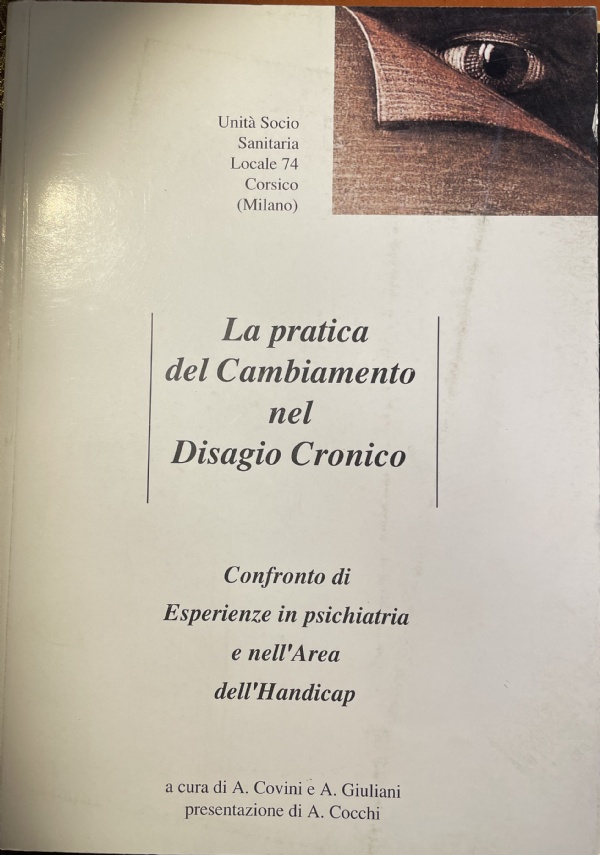 Unità Socio
Sanitaria
Locale 74
Corsico
(Milano)
La pratica
del Cambiamento
nel
Disagio Cronico
Confronto di
Esperienze in psichiatria
e nell'Area
dell'Handicap
a cura di A. Covini e A. Giuliani
presentazione di A. Cocchi